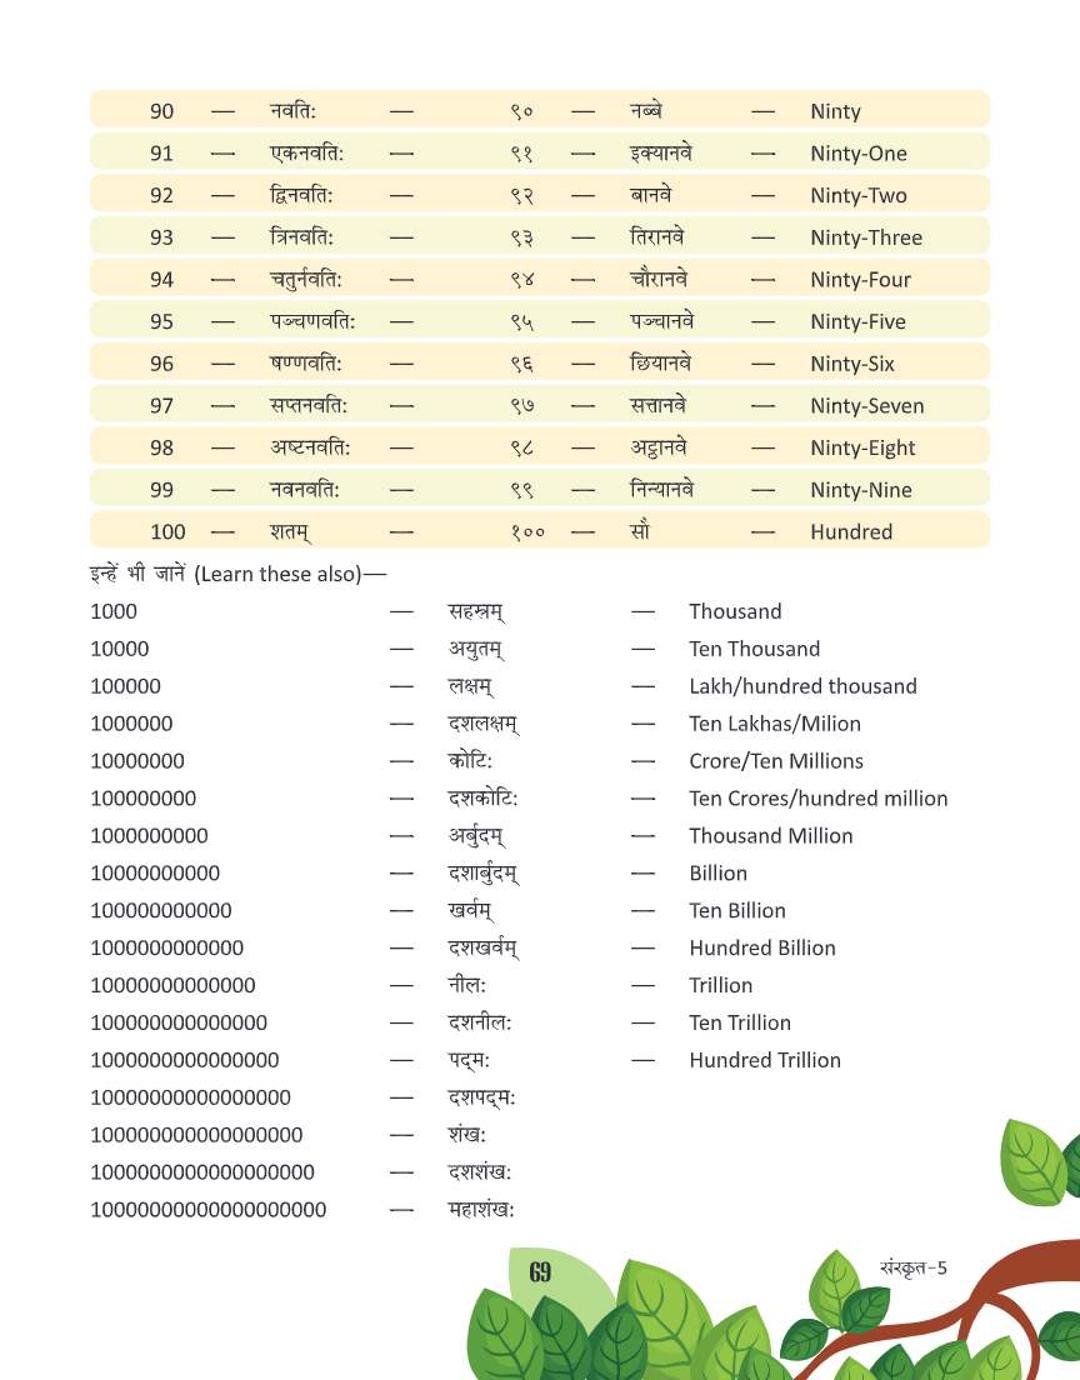 90 — नवतिः — ९० — नब्बे — Ninty
91 — एकनवतिः — ९१ — इक्यानवे — Ninty-One
92 — द्विनवतिः — ९२ — बानवे — Ninty-Two
93 — त्रिनवतिः — ९३ — तिरानवे — Ninty-Three
94 — चतुर्नवतिः — ९४ — चौरानवे — Ninty-Four
95 — पञ्चणवतिः — ९५ — पञ्चानवे — Ninty-Five
96 — षण्णवतिः — ९६ — छियानवे — Ninty-Six
97 — सप्तनवतिः — ९७ — सत्तानवे — Ninty-Seven
98 — अष्टनवतिः — ९८ — अट्ठानवे — Ninty-Eight
99 — नवनवतिः — ९९ — निन्यानवे — Ninty-Nine
100 — शतम् — १०० — सौ — Hundred
इन्हें भी जानें (Learn these also)—
1000 — सहस्त्रम् — Thousand
10000 — अयुतम् — Ten Thousand
100000 — लक्षम् — Lakh/hundred thousand
1000000 — दशलक्षम् — Ten Lakhas/Milion
10000000 — कोटिः — Crore/Ten Millions
100000000 — दशकोटिः — Ten Crores/hundred million
1000000000 — अर्बुदम् — Thousand Million
10000000000 — दशार्बुदम् — Billion
100000000000 — खर्वम् — Ten Billion
1000000000000 — दशखर्वम् — Hundred Billion
10000000000000 — नीलः — Trillion
100000000000000 — दशनीलः — Ten Trillion
1000000000000000 — पद्मः — Hundred Trillion
10000000000000000 — दशपद्मः
100000000000000000 — शंखः
1000000000000000000 — दशशंखः
10000000000000000000 — महाशंखः
69
संस्कृत-5